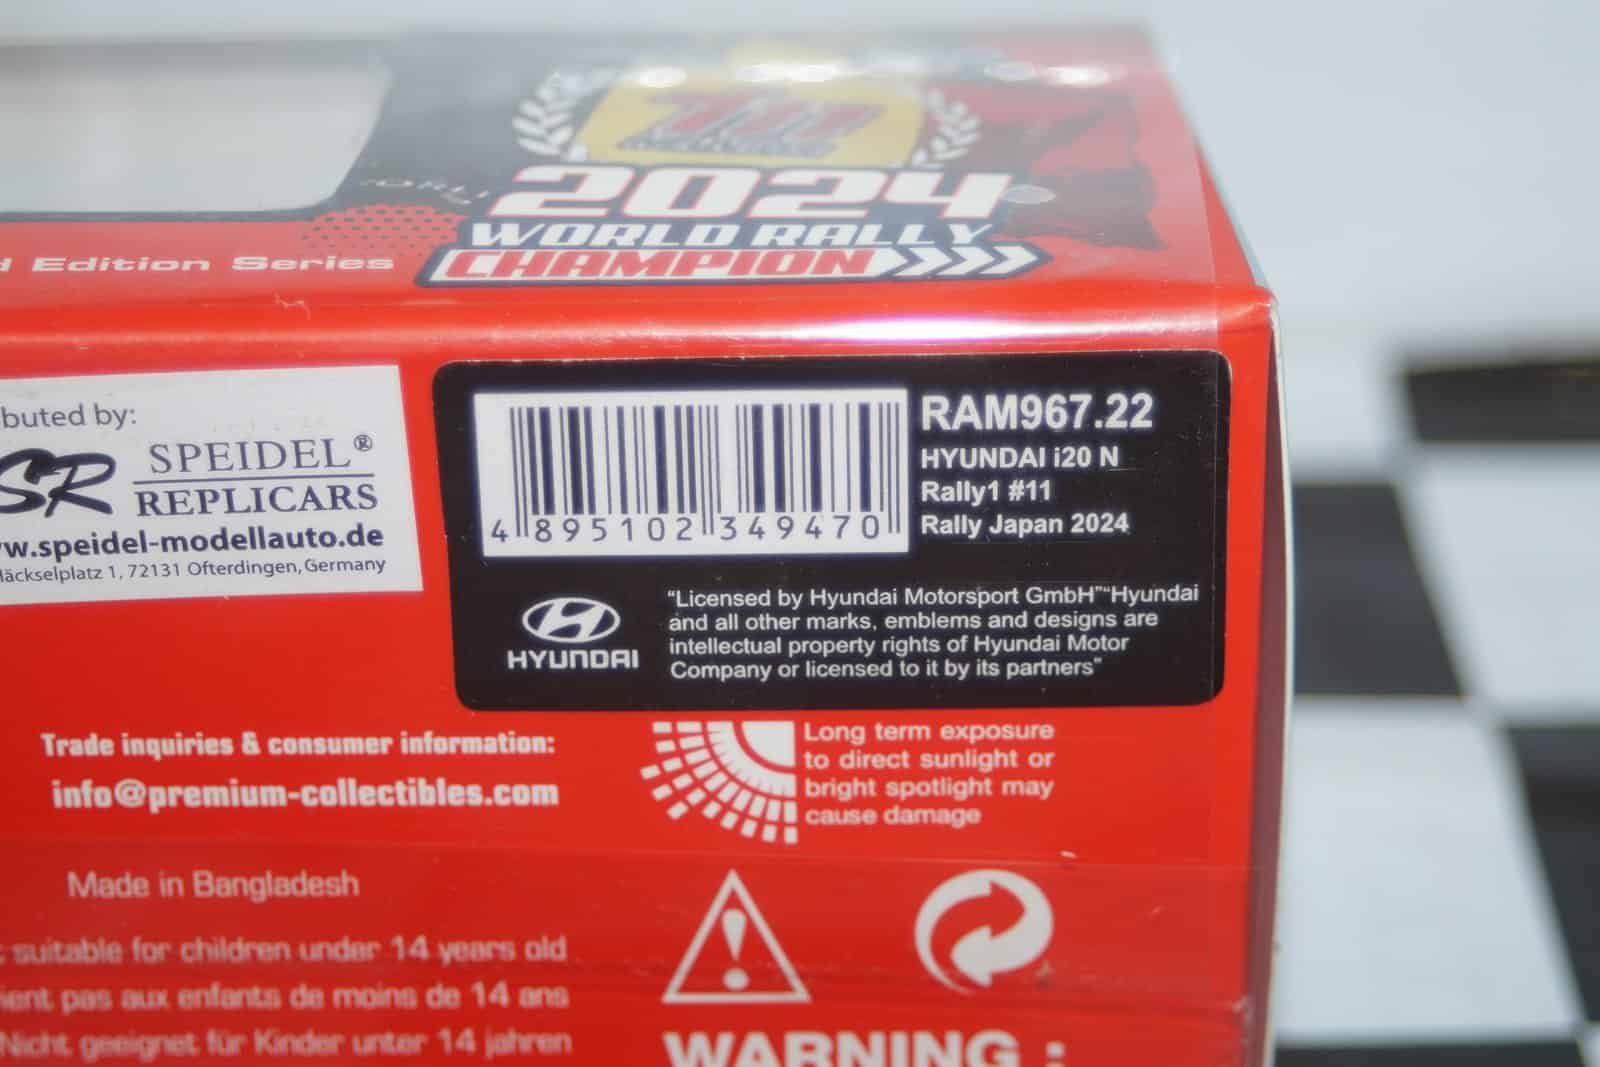 2024
WORLD RALLY
CHAMPION
Edition Series
buted by:
SR SPEIDEL®
REPLICARS
w.speidel-modellauto.de
äckselplatz 1, 72131 Ofterdingen, Germany
4 895102 349470
RAM967.22
HYUNDAI i20 N
Rally1 #11
Rally Japan 2024
HYUNDAI
"Licensed by Hyundai Motorsport GmbH""Hyundai
and all other marks, emblems and designs are
intellectual property rights of Hyundai Motor
Company or licensed to it by its partners"
Trade inquiries & consumer information:
info@premium-collectibles.com
Long term exposure
to direct sunlight or
bright spotlight may
cause damage
Made in Bangladesh
suitable for children under 14 years old
ient pas aux enfants de moins de 14 ans
Nicht geeignet für Kinder unter 14 jahren
WARNING :